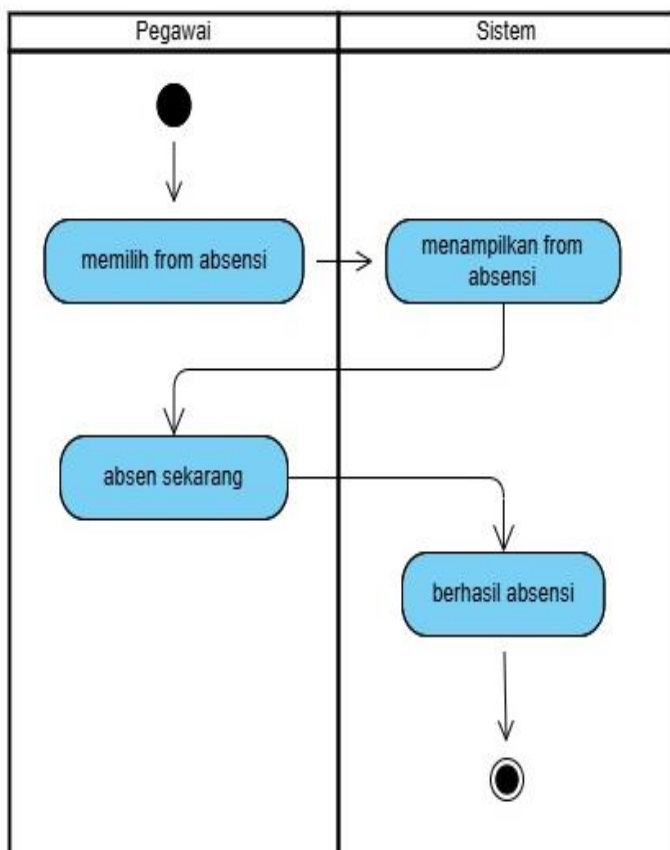 Pegawai
Sistem
memilih from absensi
menampilkan from
absensi
absen sekarang
berhasil absensi